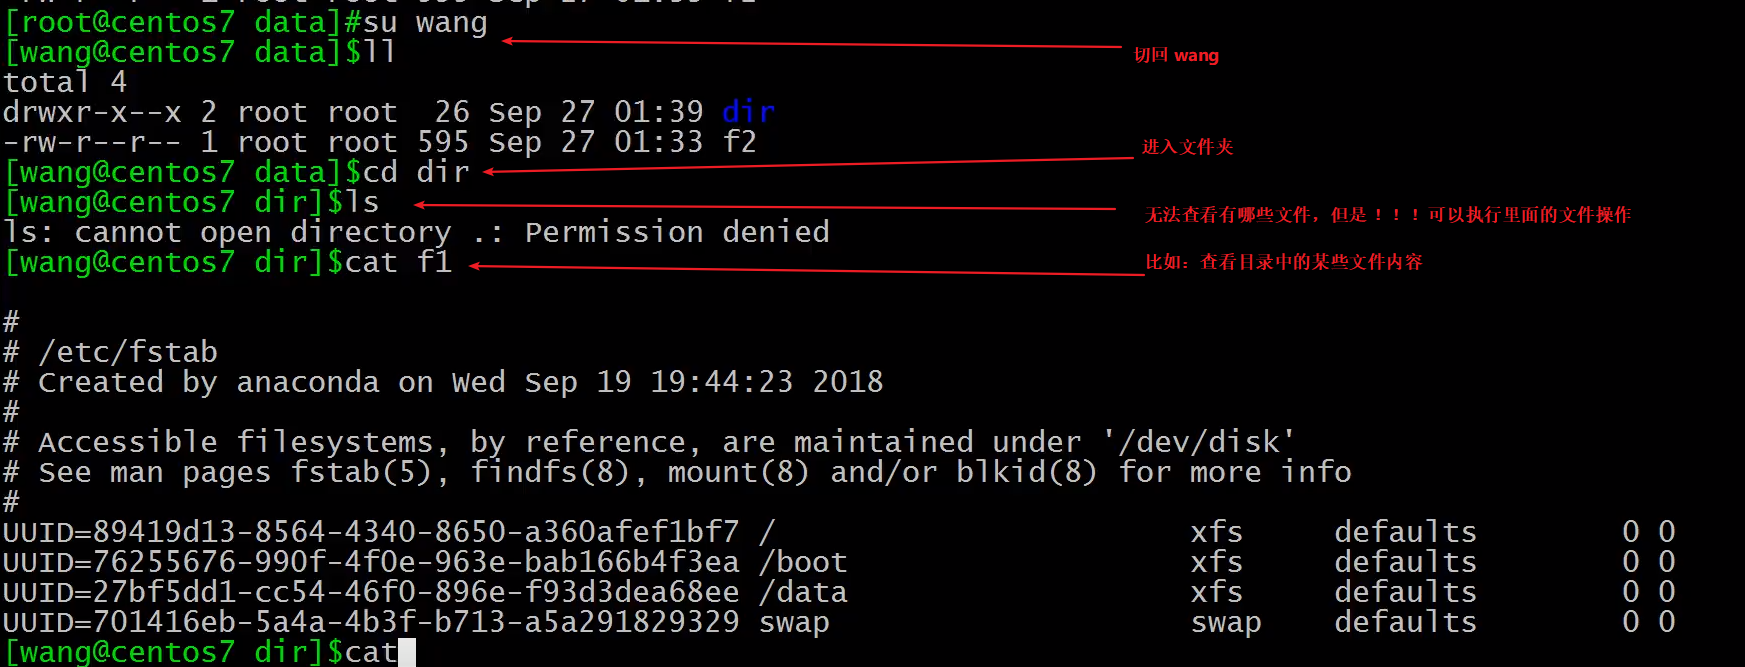 [root@centos7 data]#su wang
[wang@centos7 data]$ll
切回 wang
total 4
drwxr-x--x 2 root root  26 Sep 27 01:39 dir
-rw-r--r-- 1 root root 595 Sep 27 01:33 f2
[wang@centos7 data]$cd dir
进入文件夹
[wang@centos7 dir]$ls
无法查看有哪些文件，但是！！！可以执行里面的文件操作
ls: cannot open directory .: Permission denied
[wang@centos7 dir]$cat f1
比如：查看目录中的某些文件内容
#
# /etc/fstab
# Created by anaconda on Wed Sep 19 19:44:23 2018
#
# Accessible filesystems, by reference, are maintained under '/dev/disk'
# See man pages fstab(5), findfs(8), mount(8) and/or blkid(8) for more info
#
UUID=89419d13-8564-4340-8650-a360afef1bf7 / xfs defaults 0 0
UUID=76255676-990f-4f0e-963e-bab166b4f3ea /boot xfs defaults 0 0
UUID=27bf5dd1-cc54-46f0-896e-f93d3dea68ee /data xfs defaults 0 0
UUID=701416eb-5a4a-4b3f-b713-a5a291829329 swap swap defaults 0 0
[wang@centos7 dir]$cat